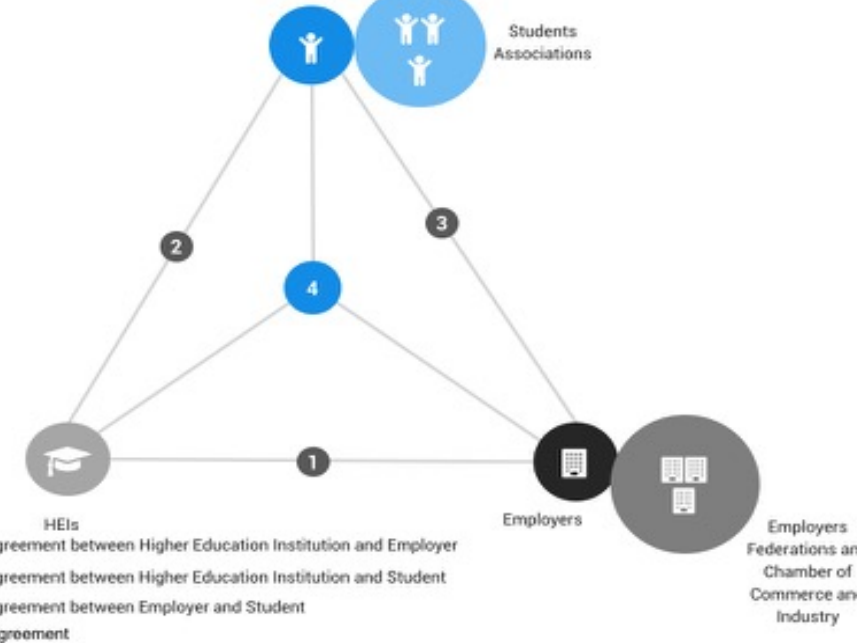 Students
Associations
2
3
4
1
HEIs
Employers
Employers
Federations an
Chamber of
Commerce and
Industry
greement between Higher Education Institution and Employer
greement between Higher Education Institution and Student
greement between Employer and Student
greement